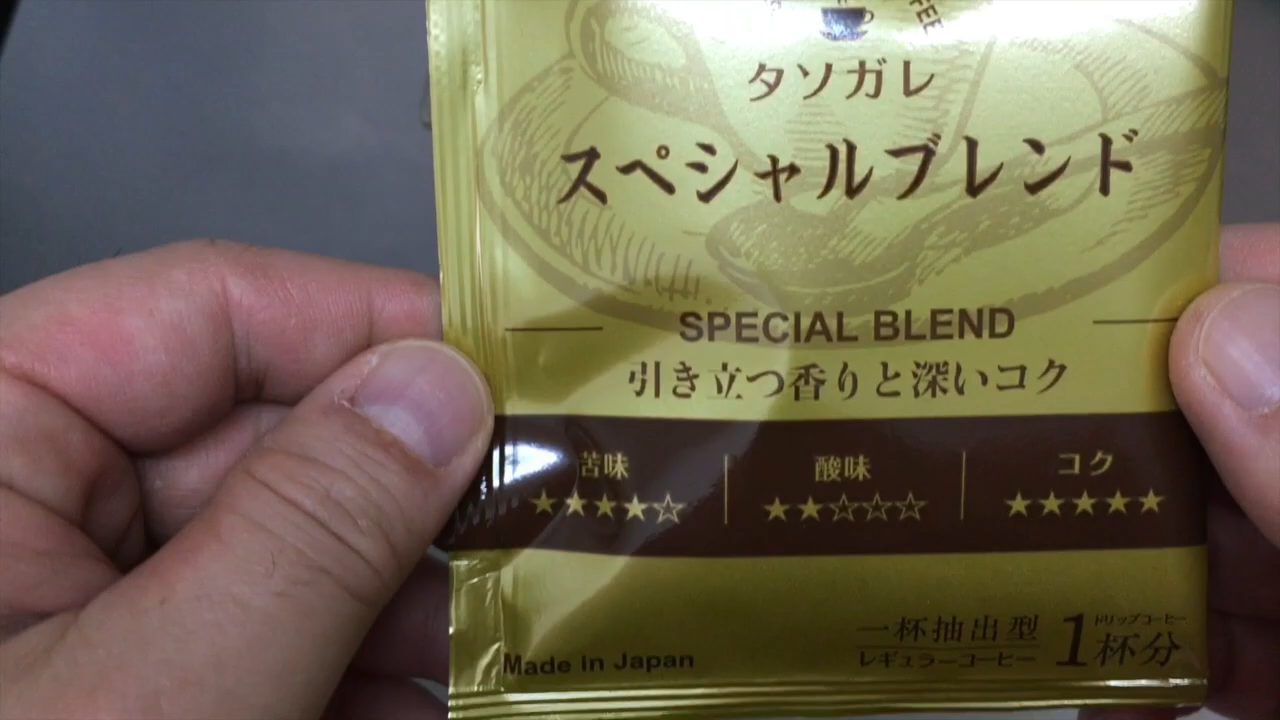 タソガレ
スペシャルブレンド
SPECIAL BLEND
引き立つ香りと深いコク
苦味 酸味 コク
★★★★☆ ★★☆☆☆ ★★★★★
一杯抽出型 ドリップコーヒー
レギュラーコーヒー 1杯分
Made in Japan